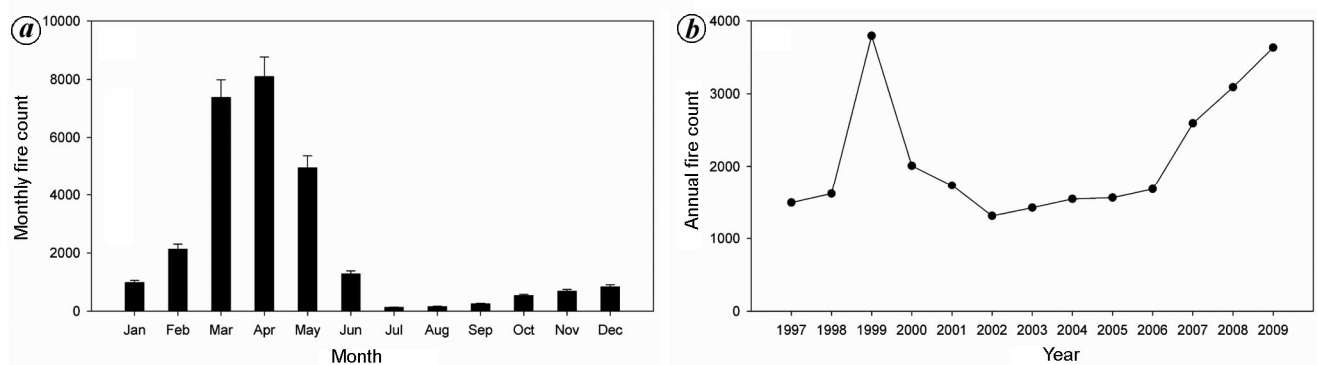 a
10000
8000
6000
4000
2000
0
Monthly fire count
Jan Feb Mar Apr May Jun Jul Aug Sep Oct Nov Dec
Month
b
4000
3000
2000
1000
0
Annual fire count
1997 1998 1999 2000 2001 2002 2003 2004 2005 2006 2007 2008 2009
Year